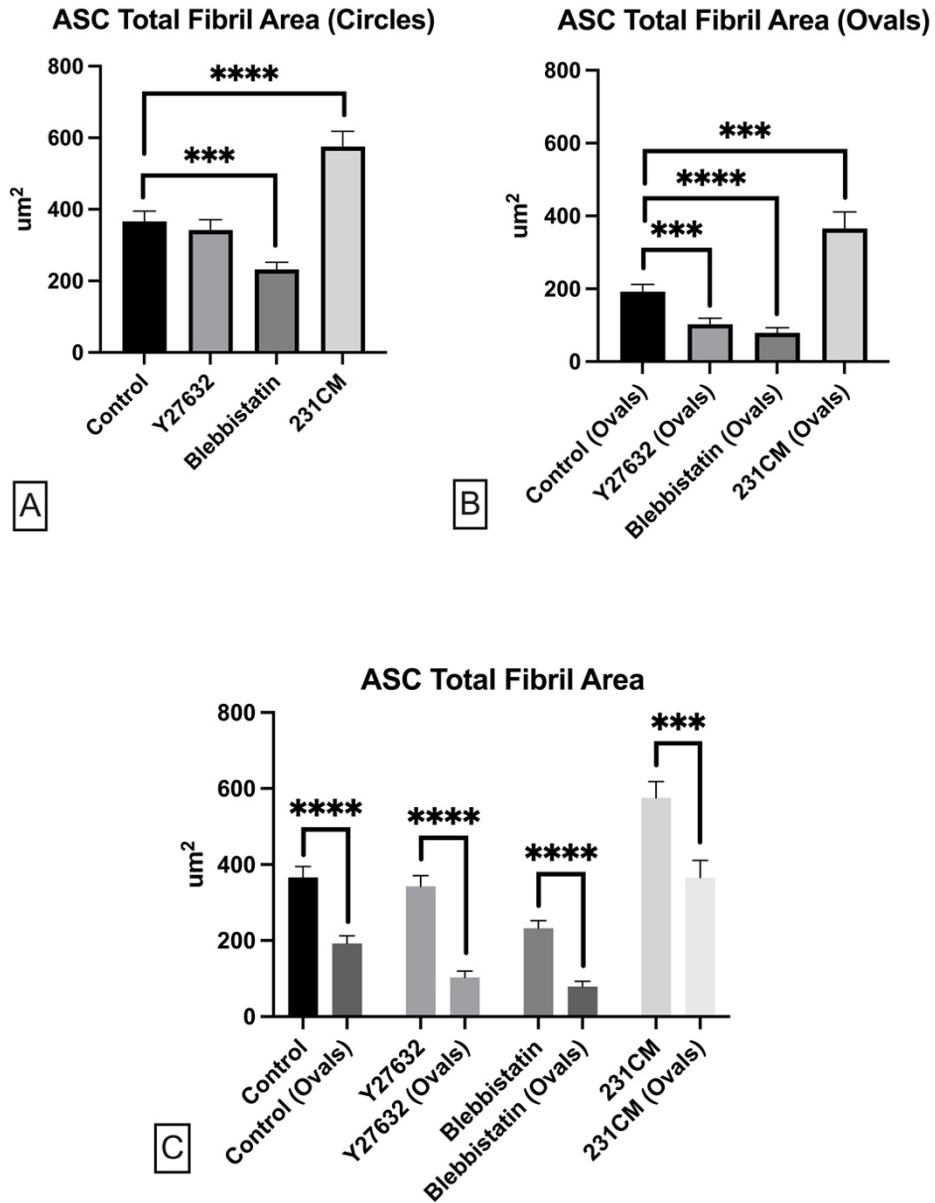 ASC Total Fibril Area (Circles)
800
600
400
200
0
um²
****
***
Control
Y27632
Blebbistatin
231CM
A
ASC Total Fibril Area (Ovals)
800
600
400
200
0
um²
***
****
***
Control (Ovals)
Y27632 (Ovals)
Blebbistatin (Ovals)
231CM (Ovals)
B
ASC Total Fibril Area
800
600
400
200
0
um²
****
****
****
***
Control
Control (Ovals)
Y27632
Y27632 (Ovals)
Blebbistatin
Blebbistatin (Ovals)
231CM
231CM (Ovals)
C